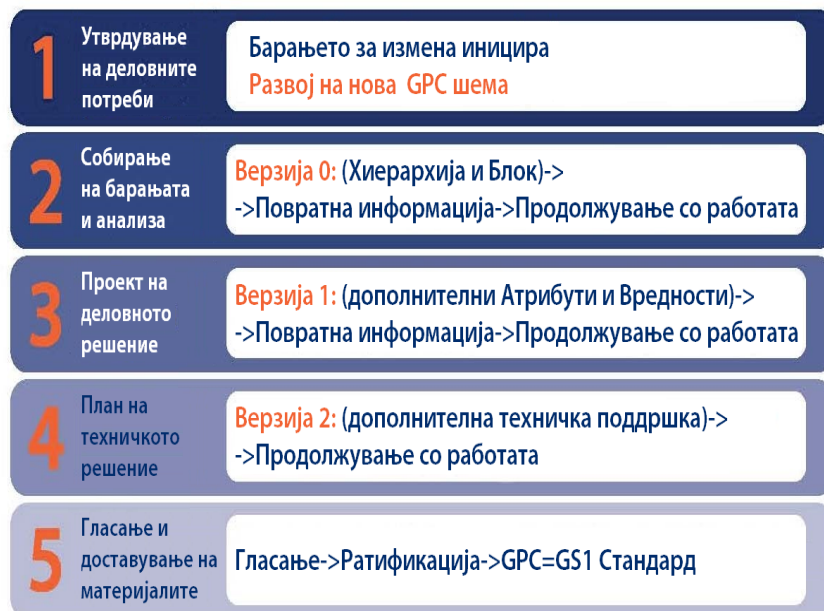 1
Утврдување
на деловните
потреби
Барањето за измена иницира
Развој на нова GPC шема
2
Собирање
на барањата
и анализа
Верзија 0: (Хиерархија и Блок)->
->Повратна информација->Продолжување со работата
3
Проект на
деловното
решение
Верзија 1: (дополнителни Атрибути и Вредности)->
->Повратна информација->Продолжување со работата
4
План на
техничкото
решение
Верзија 2: (дополнителна техничка поддршка)->
->Продолжување со работата
5
Гласање и
доставување на
материјалите
Гласање->Ратификација->GPC=GS1 Стандард